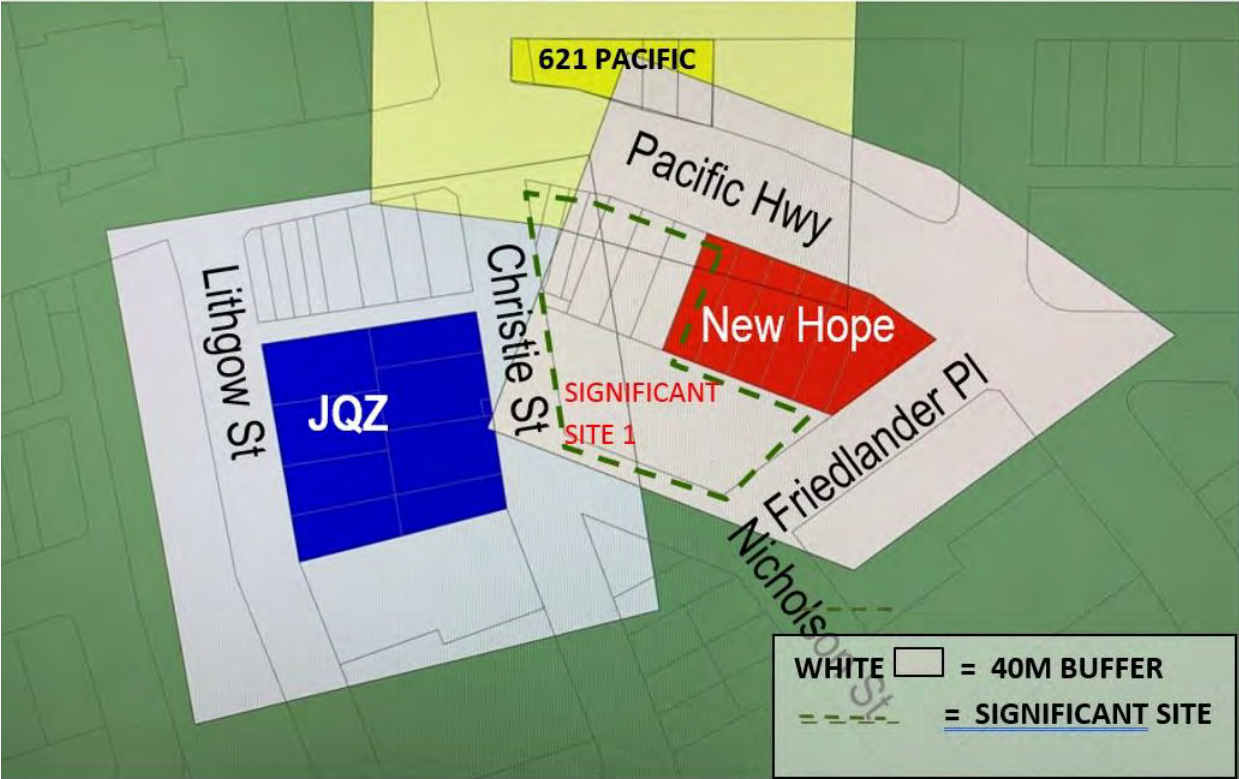 621 PACIFIC
Pacific Hwy
Lithgow St
Christie St
New Hope
JQZ
SIGNIFICANT
SITE 1
Friedlander Pl
Nicholson St
WHITE = 40M BUFFER
= SIGNIFICANT SITE